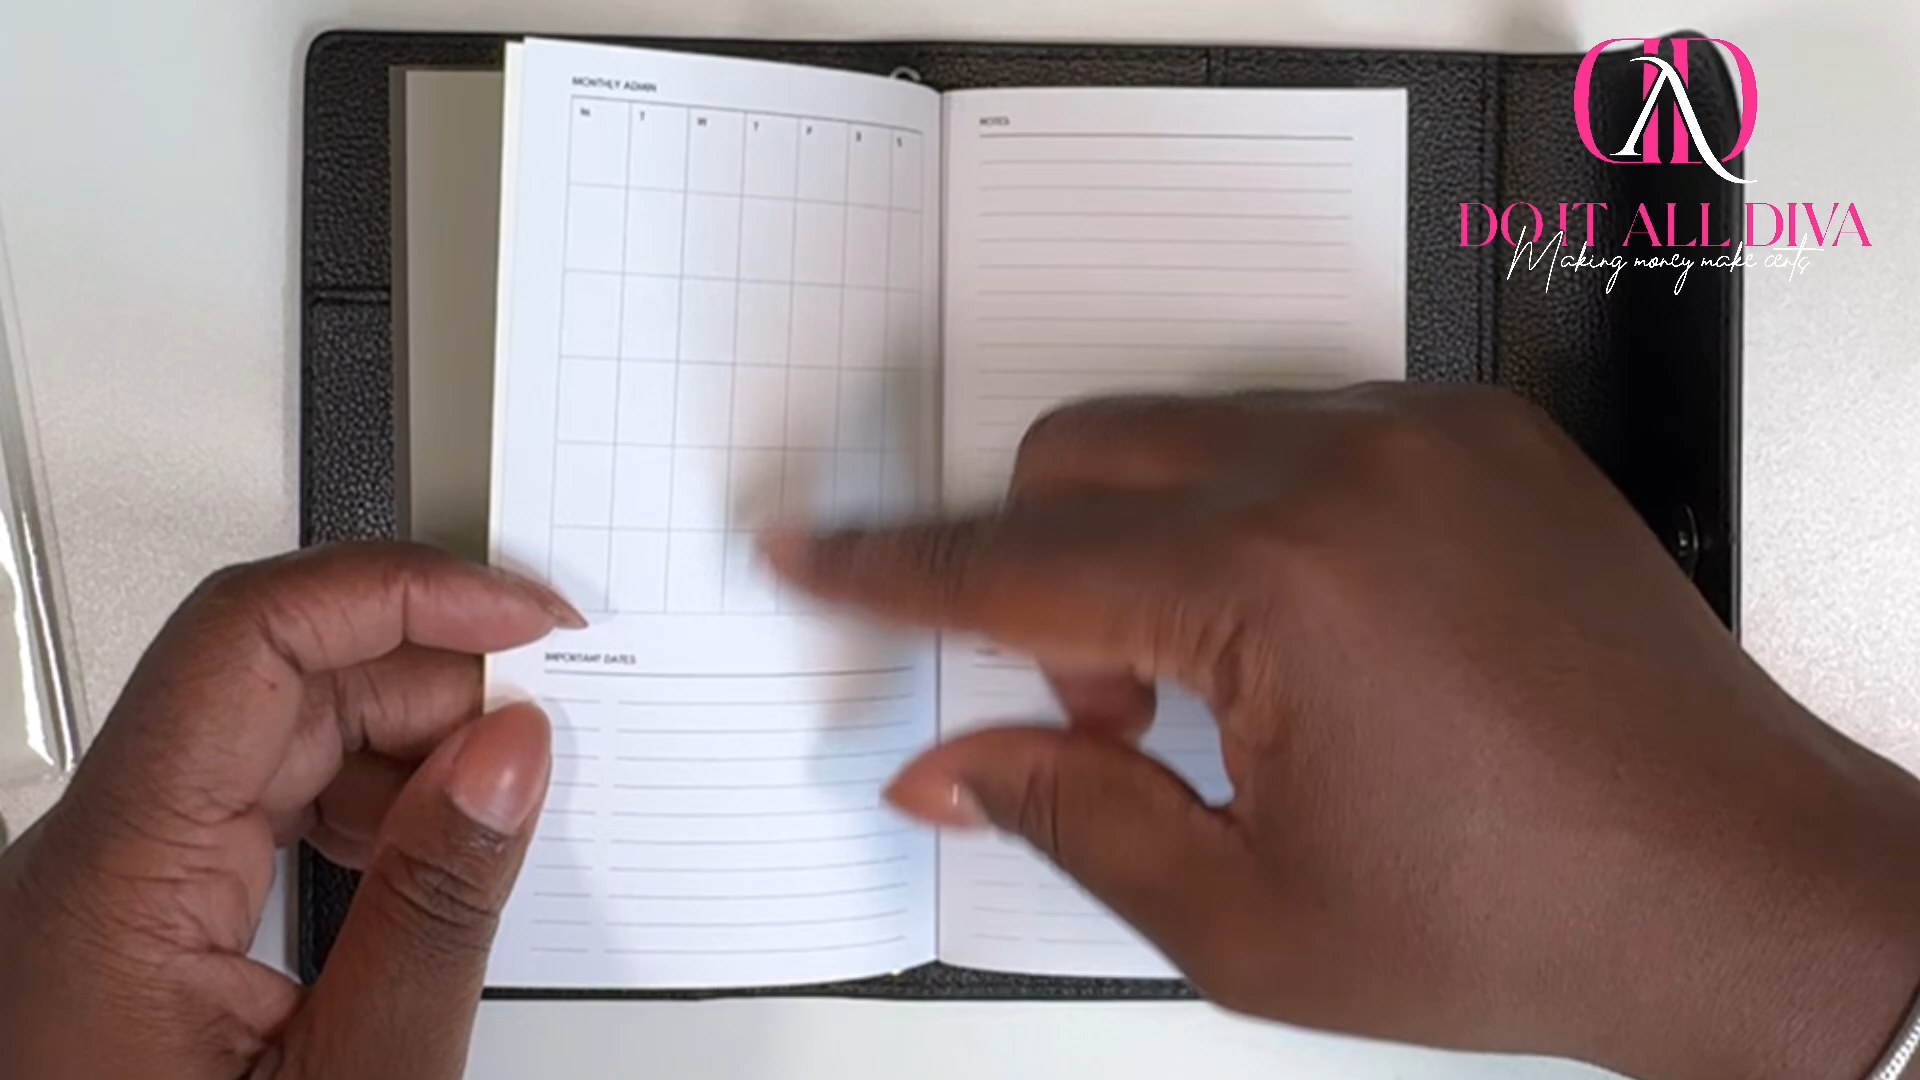 MONTHLY ADMIN
M T W T F S S
IMPORTANT DATES
NOTES
DO IT ALL DIVA
Making money make cents